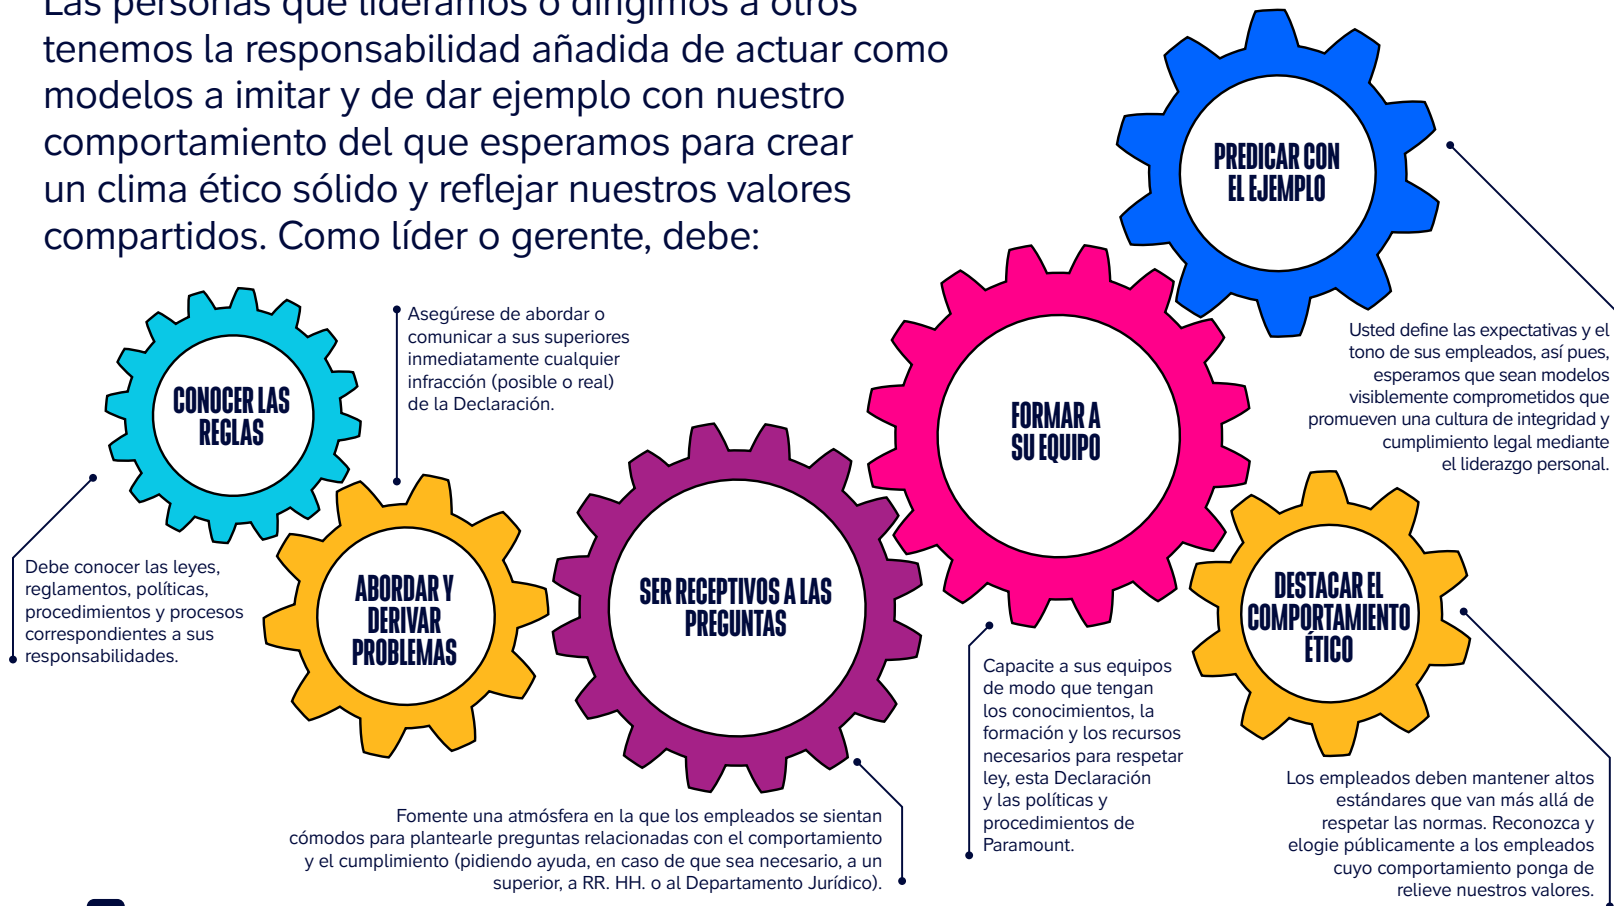 Las personas que lideramos o dirigimos a otros
tenemos la responsabilidad añadida de actuar como
modelos a imitar y de dar ejemplo con nuestro
comportamiento del que esperamos para crear
un clima ético sólido y reflejar nuestros valores
compartidos. Como líder o gerente, debe:
CONOCER LAS
REGLAS
Debe conocer las leyes,
reglamentos, políticas,
procedimientos y procesos
correspondientes a sus
responsabilidades.
ABORDAR Y
DERIVAR
PROBLEMAS
Asegúrese de abordar o
comunicar a sus superiores
inmediatamente cualquier
infracción (posible o real)
de la Declaración.
SER RECEPTIVOS A LAS
PREGUNTAS
Fomente una atmósfera en la que los empleados se sientan
cómodos para plantearle preguntas relacionadas con el comportamiento
y el cumplimiento (pidiendo ayuda, en caso de que sea necesario, a un
superior, a RR. HH. o al Departamento Jurídico).
FORMAR A
SU EQUIPO
Capacite a sus equipos
de modo que tengan
los conocimientos, la
formación y los recursos
necesarios para respetar
ley, esta Declaración
y las políticas y
procedimientos de
Paramount.
PREDICAR CON
EL EJEMPLO
Usted define las expectativas y el
tono de sus empleados, así pues,
esperamos que sean modelos
visiblemente comprometidos que
promueven una cultura de integridad y
cumplimiento legal mediante
el liderazgo personal.
DESTACAR EL
COMPORTAMIENTO
ÉTICO
Los empleados deben mantener altos
estándares que van más allá de
respetar las normas. Reconozca y
elogie públicamente a los empleados
cuyo comportamiento ponga de
relieve nuestros valores.